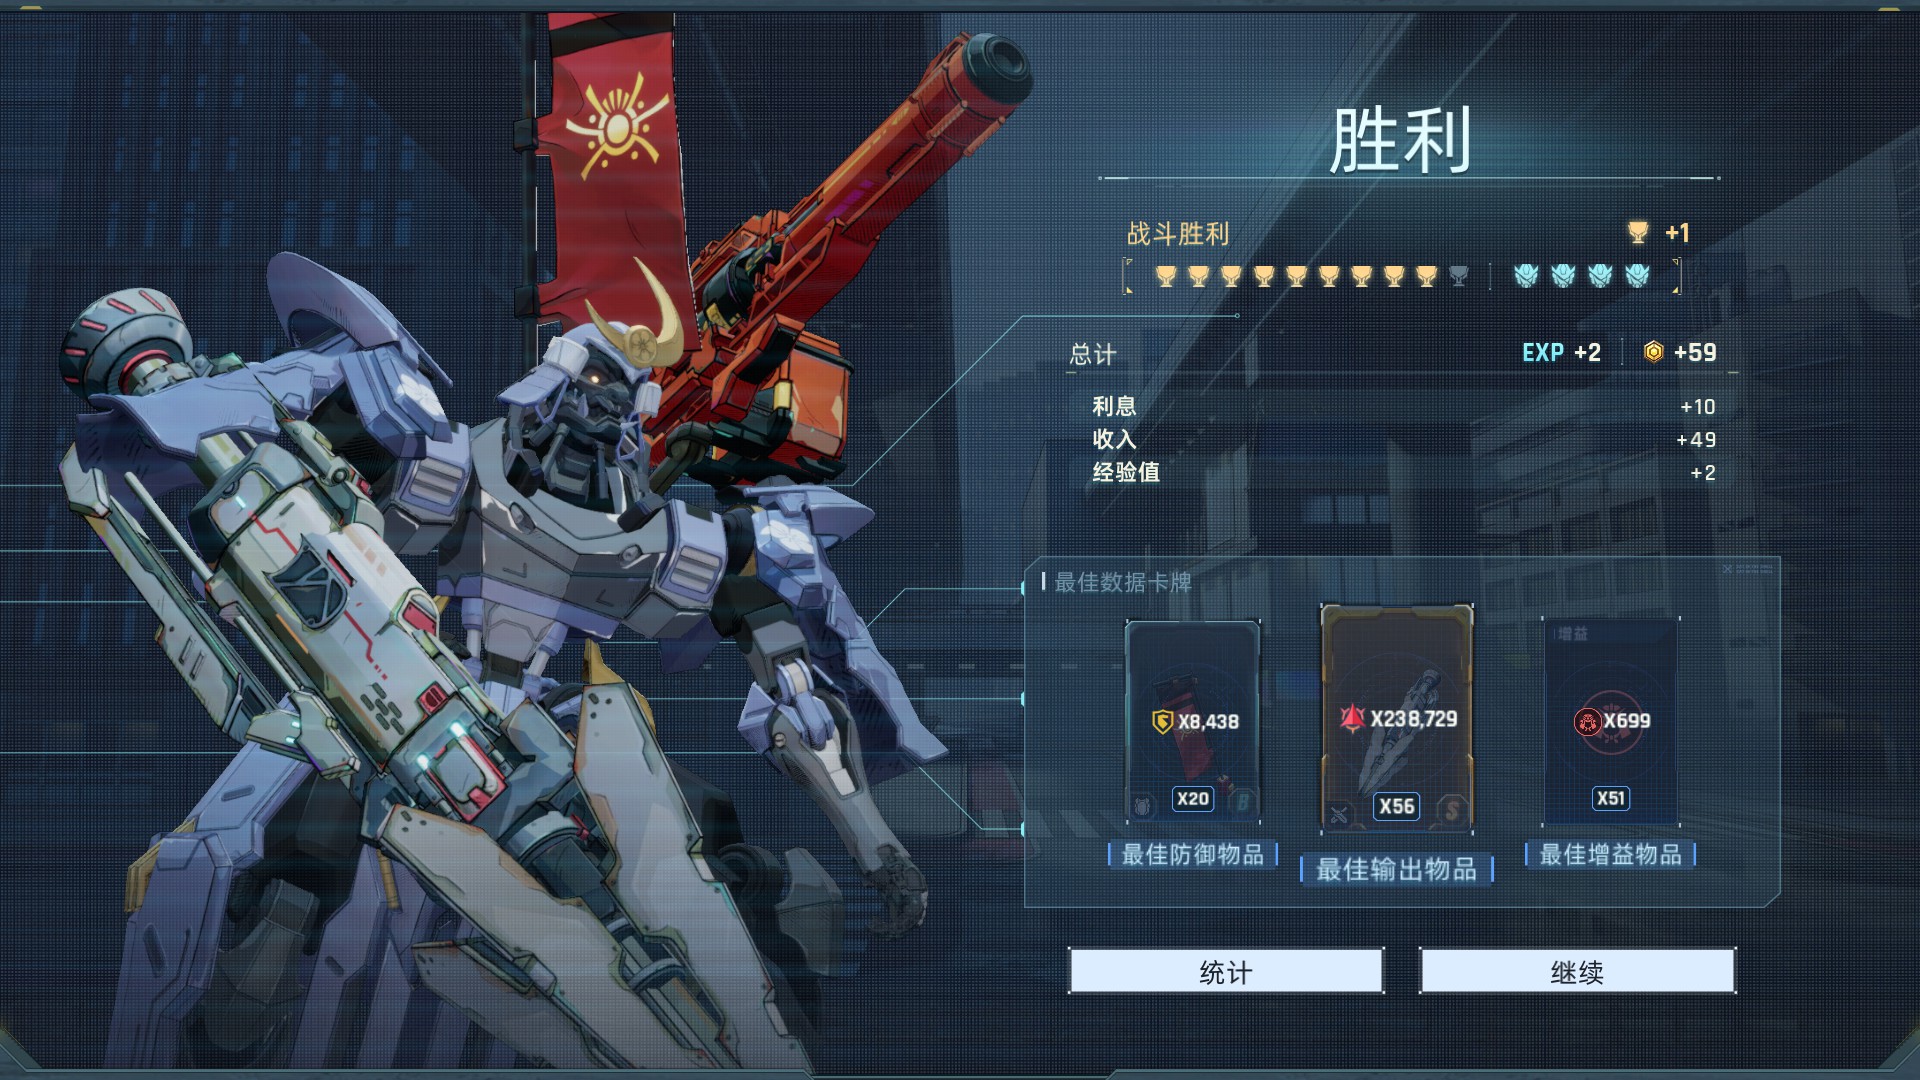 胜利
战斗胜利 +1
总计 EXP +2 +59
利息 +10
收入 +49
经验值 +2
最佳数据卡牌
增益
X8,438 X238,729 X699
X20 X56 X51
B S
最佳防御物品 最佳输出物品 最佳增益物品
统计 继续